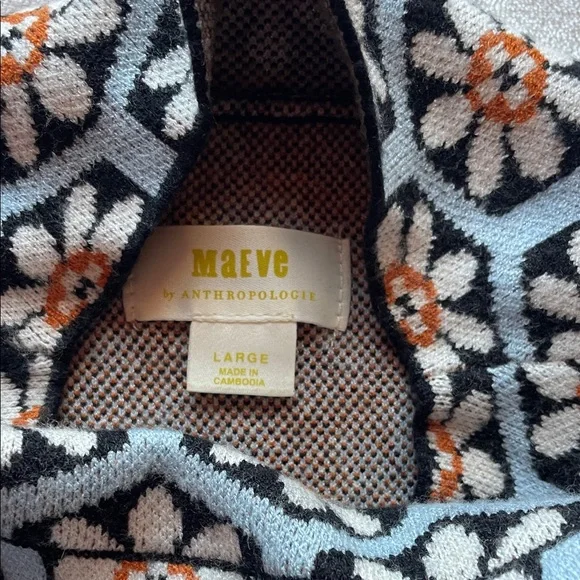 MaEVe
by ANTHROPOLOGIE
LARGE
MADE IN
CAMBODIA